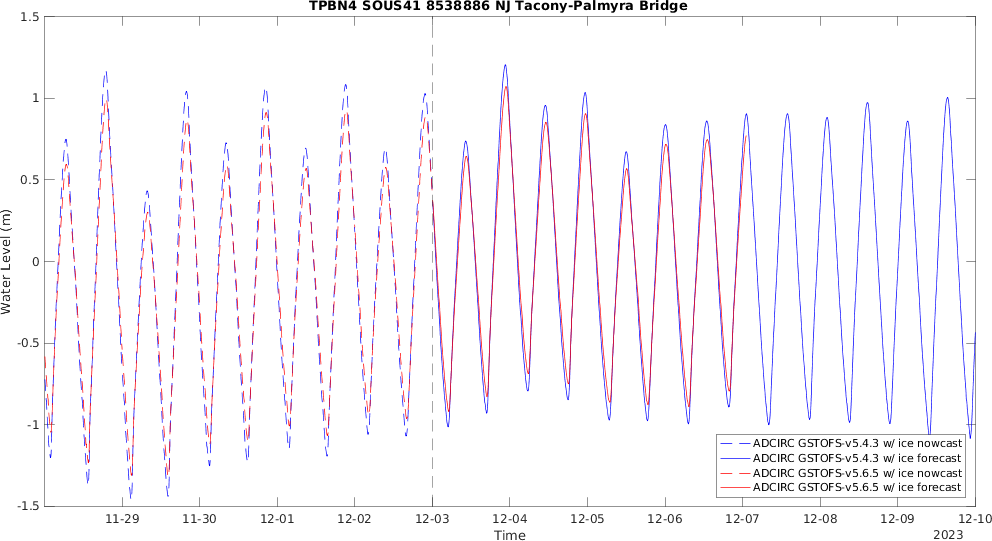 TPBN4 SOUS41 8538886 NJ Tacony-Palmyra Bridge
1.5
1
0.5
0
-0.5
-1
-1.5
Water Level (m)
11-29 11-30 12-01 12-02 12-03 12-04 12-05 12-06 12-07 12-08 12-09 12-10
Time
2023
ADCIRC GSTOFS-v5.4.3 w/ ice nowcast
ADCIRC GSTOFS-v5.4.3 w/ ice forecast
ADCIRC GSTOFS-v5.6.5 w/ ice nowcast
ADCIRC GSTOFS-v5.6.5 w/ ice forecast